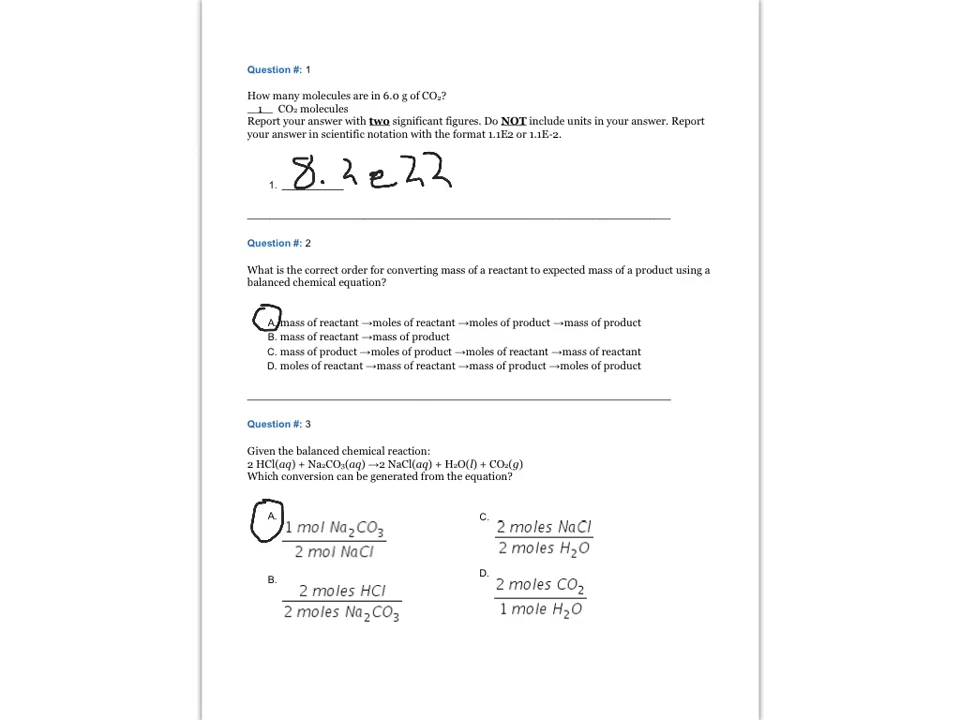 Question #: 1
How many molecules are in 6.0 g of CO₂?
__1__ CO₂ molecules
Report your answer with two significant figures. Do NOT include units in your answer. Report
your answer in scientific notation with the format 1.1E2 or 1.1E-2.
1. 8.2e22
Question #: 2
What is the correct order for converting mass of a reactant to expected mass of a product using a
balanced chemical equation?
A. mass of reactant →moles of reactant →moles of product →mass of product
B. mass of reactant →mass of product
C. mass of product →moles of product →moles of reactant →mass of reactant
D. moles of reactant →mass of reactant →mass of product →moles of product
Question #: 3
Given the balanced chemical reaction:
2 HCl(aq) + Na₂CO₃(aq) →2 NaCl(aq) + H₂O(l) + CO₂(g)
Which conversion can be generated from the equation?
A.
1 mol Na₂CO₃
2 mol NaCl
B.
2 moles HCl
2 moles Na₂CO₃
C.
2 moles NaCl
2 moles H₂O
D.
2 moles CO₂
1 mole H₂O